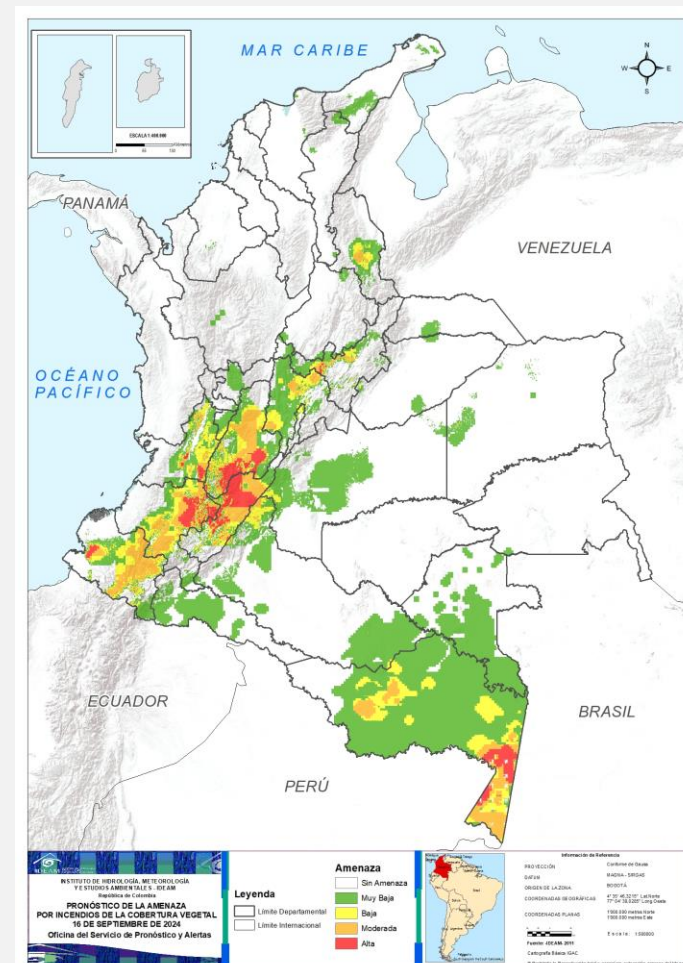 MAR CARIBE
N
W
E
S
PANAMÁ
VENEZUELA
OCÉANO
PACÍFICO
ECUADOR
BRASIL
PERÚ
INSTITUTO DE HIDROLOGÍA, METEOROLOGÍA
Y ESTUDIOS AMBIENTALES - IDEAM
República de Colombia
PRONÓSTICO DE LA AMENAZA
POR INCENDIOS DE LA COBERTURA VEGETAL
16 DE SEPTIEMBRE DE 2024
Oficina del Servicio de Pronóstico y Alertas
Leyenda
Límite Departamental
Límite Internacional
Amenaza
Sin Amenaza
Muy Baja
Baja
Moderada
Alta
Información de Referencia
PROYECCIÓN
DATUM
ORIGEN DE LA ZONA
BOGOTÁ
COORDENADAS GEOGRÁFICAS
COORDENADAS PLANAS
Fuente: IDEAM-2011
Cartografía Básica IGAC